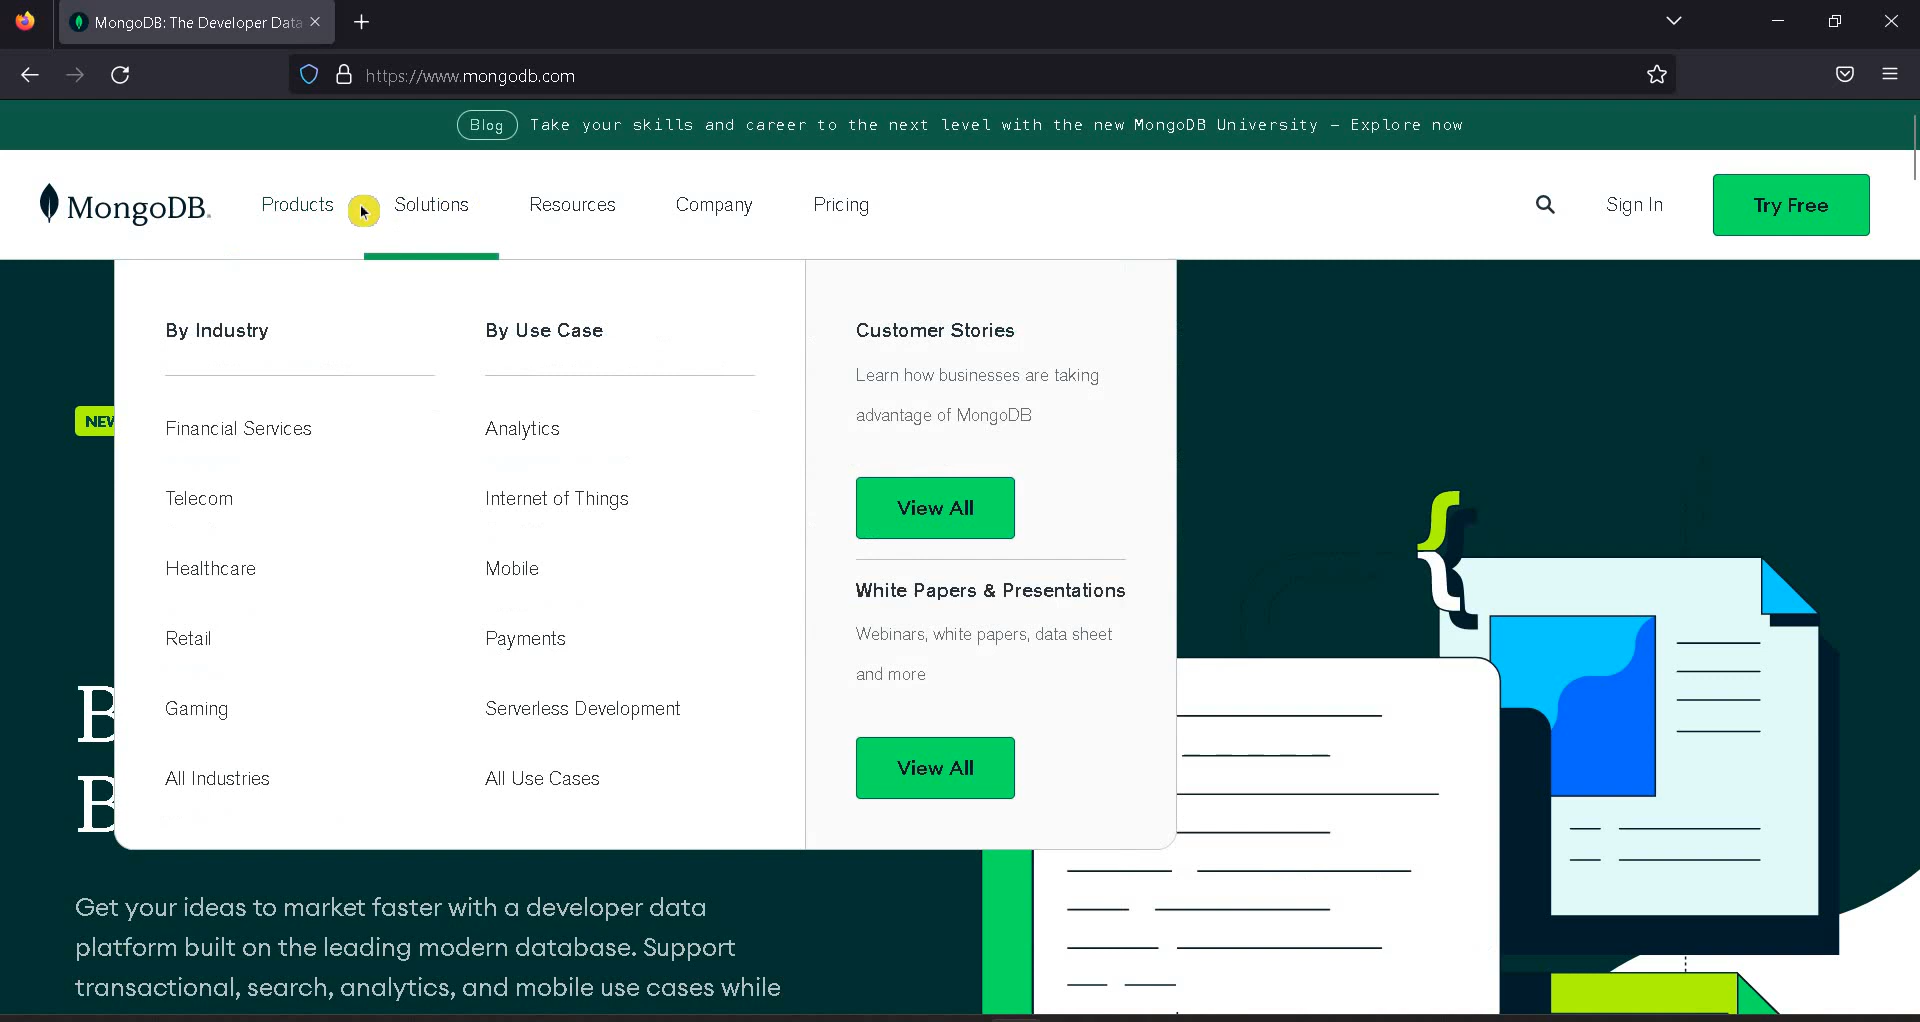 MongoDB: The Developer Data
https://www.mongodb.com
Blog Take your skills and career to the next level with the new MongoDB University – Explore now
MongoDB.
Products Solutions Resources Company Pricing Sign In Try Free
By Industry By Use Case Customer Stories
Learn how businesses are taking
advantage of MongoDB
Financial Services Analytics
Telecom Internet of Things
View All
Healthcare Mobile
White Papers & Presentations
Retail Payments
Webinars, white papers, data sheet
and more
Gaming Serverless Development
View All
All Industries All Use Cases
B
B
Get your ideas to market faster with a developer data
platform built on the leading modern database. Support
transactional, search, analytics, and mobile use cases while